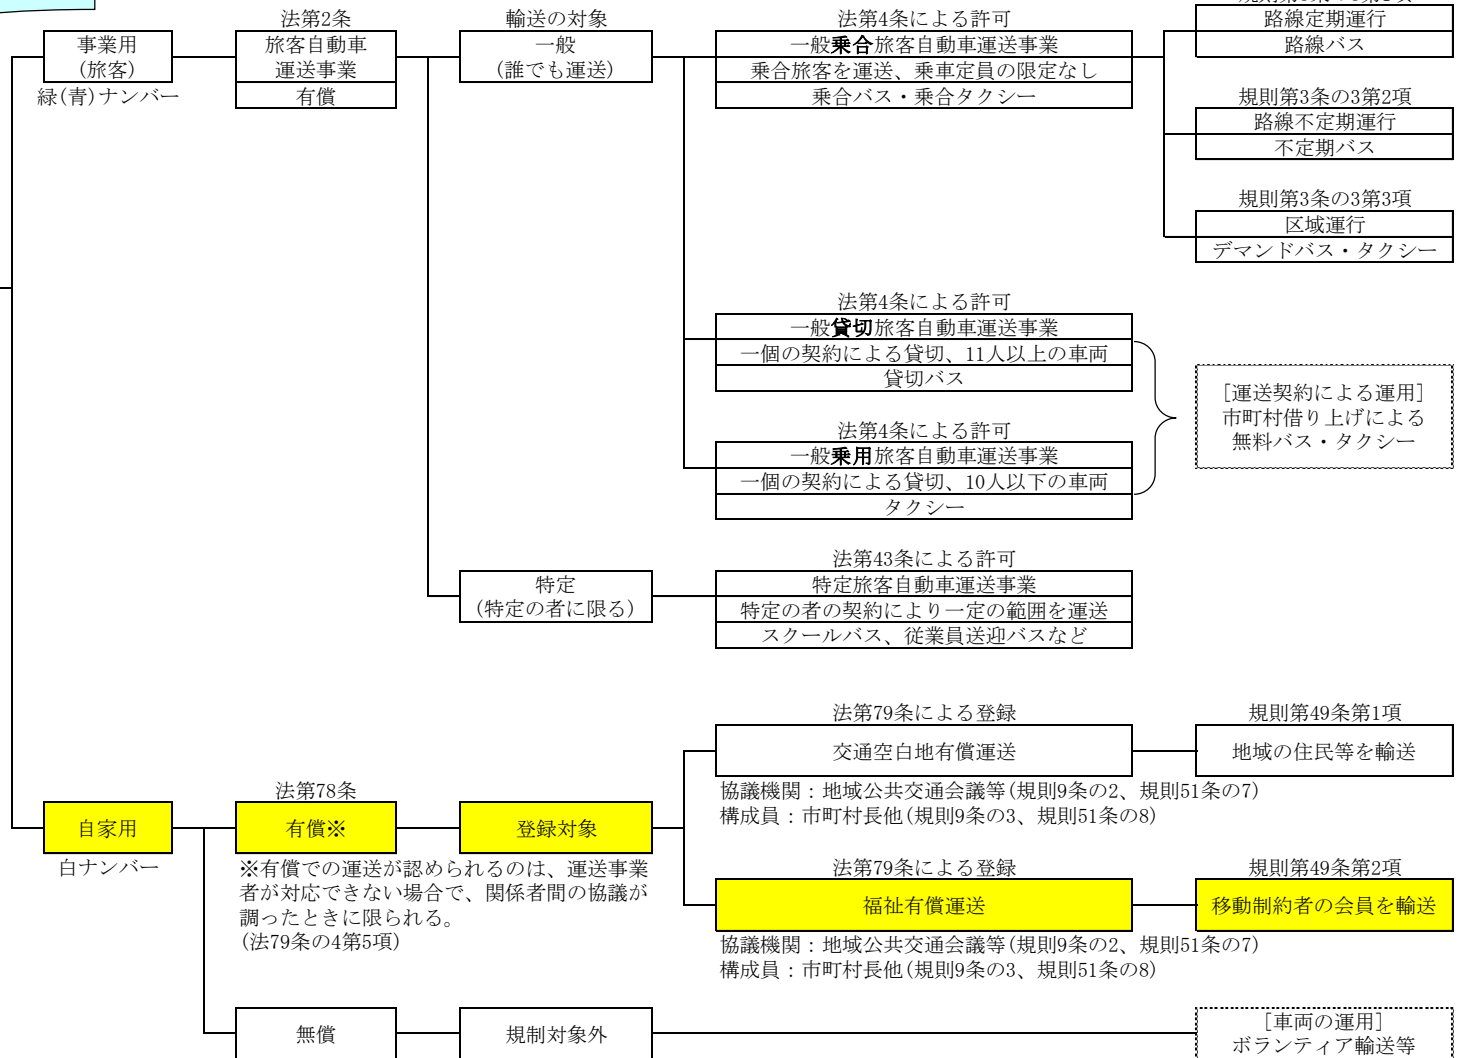 法第2条
輸送の対象
法第4条による許可
路線定期運行
事業用
(旅客)
旅客自動車
運送事業
一般
(誰でも運送)
一般乗合旅客自動車運送事業
路線バス
乗合旅客を運送、乗車定員の限定なし
緑(青)ナンバー
有償
乗合バス・乗合タクシー
規則第3条の3第2項
路線不定期運行
不定期バス
規則第3条の3第3項
区域運行
デマンドバス・タクシー
法第4条による許可
一般貸切旅客自動車運送事業
一個の契約による貸切、11人以上の車両
貸切バス
[運送契約による運用]
市町村借り上げによる
無料バス・タクシー
法第4条による許可
一般乗用旅客自動車運送事業
一個の契約による貸切、10人以下の車両
タクシー
法第43条による許可
特定
(特定の者に限る)
特定旅客自動車運送事業
特定の者の契約により一定の範囲を運送
スクールバス、従業員送迎バスなど
法第79条による登録
規則第49条第1項
交通空白地有償運送
地域の住民等を輸送
協議機関：地域公共交通会議等(規則9条の2、規則51条の7)
構成員：市町村長他(規則9条の3、規則51条の8)
法第78条
自家用
有償※
登録対象
白ナンバー
※有償での運送が認められるのは、運送事業
者が対応できない場合で、関係者間の協議が
調ったときに限られる。
(法79条の4第5項)
法第79条による登録
規則第49条第2項
福祉有償運送
移動制約者の会員を輸送
協議機関：地域公共交通会議等(規則9条の2、規則51条の7)
構成員：市町村長他(規則9条の3、規則51条の8)
無償
規制対象外
[車両の運用]
ボランティア輸送等